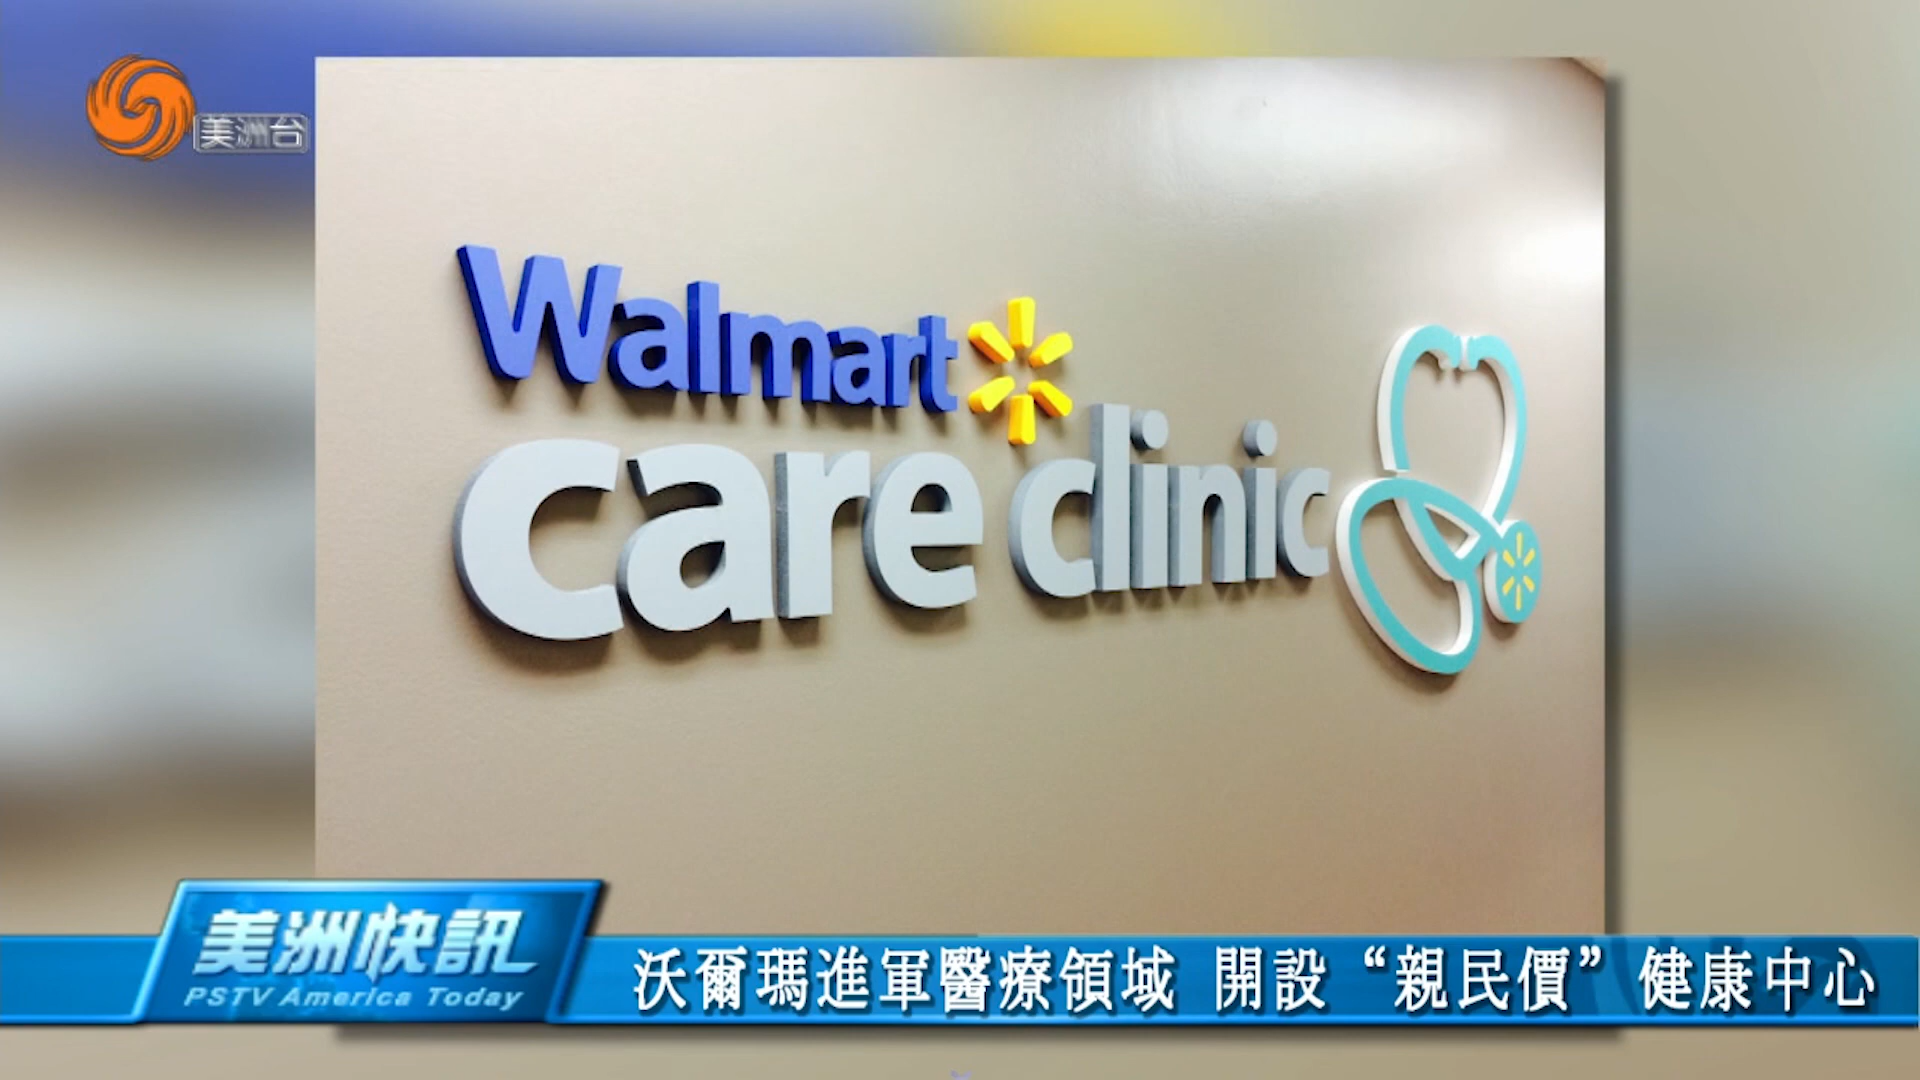 美洲台
Walmart
care clinic
美洲快訊
PSTV America Today
沃爾瑪進軍醫療領域 開設“親民價”健康中心